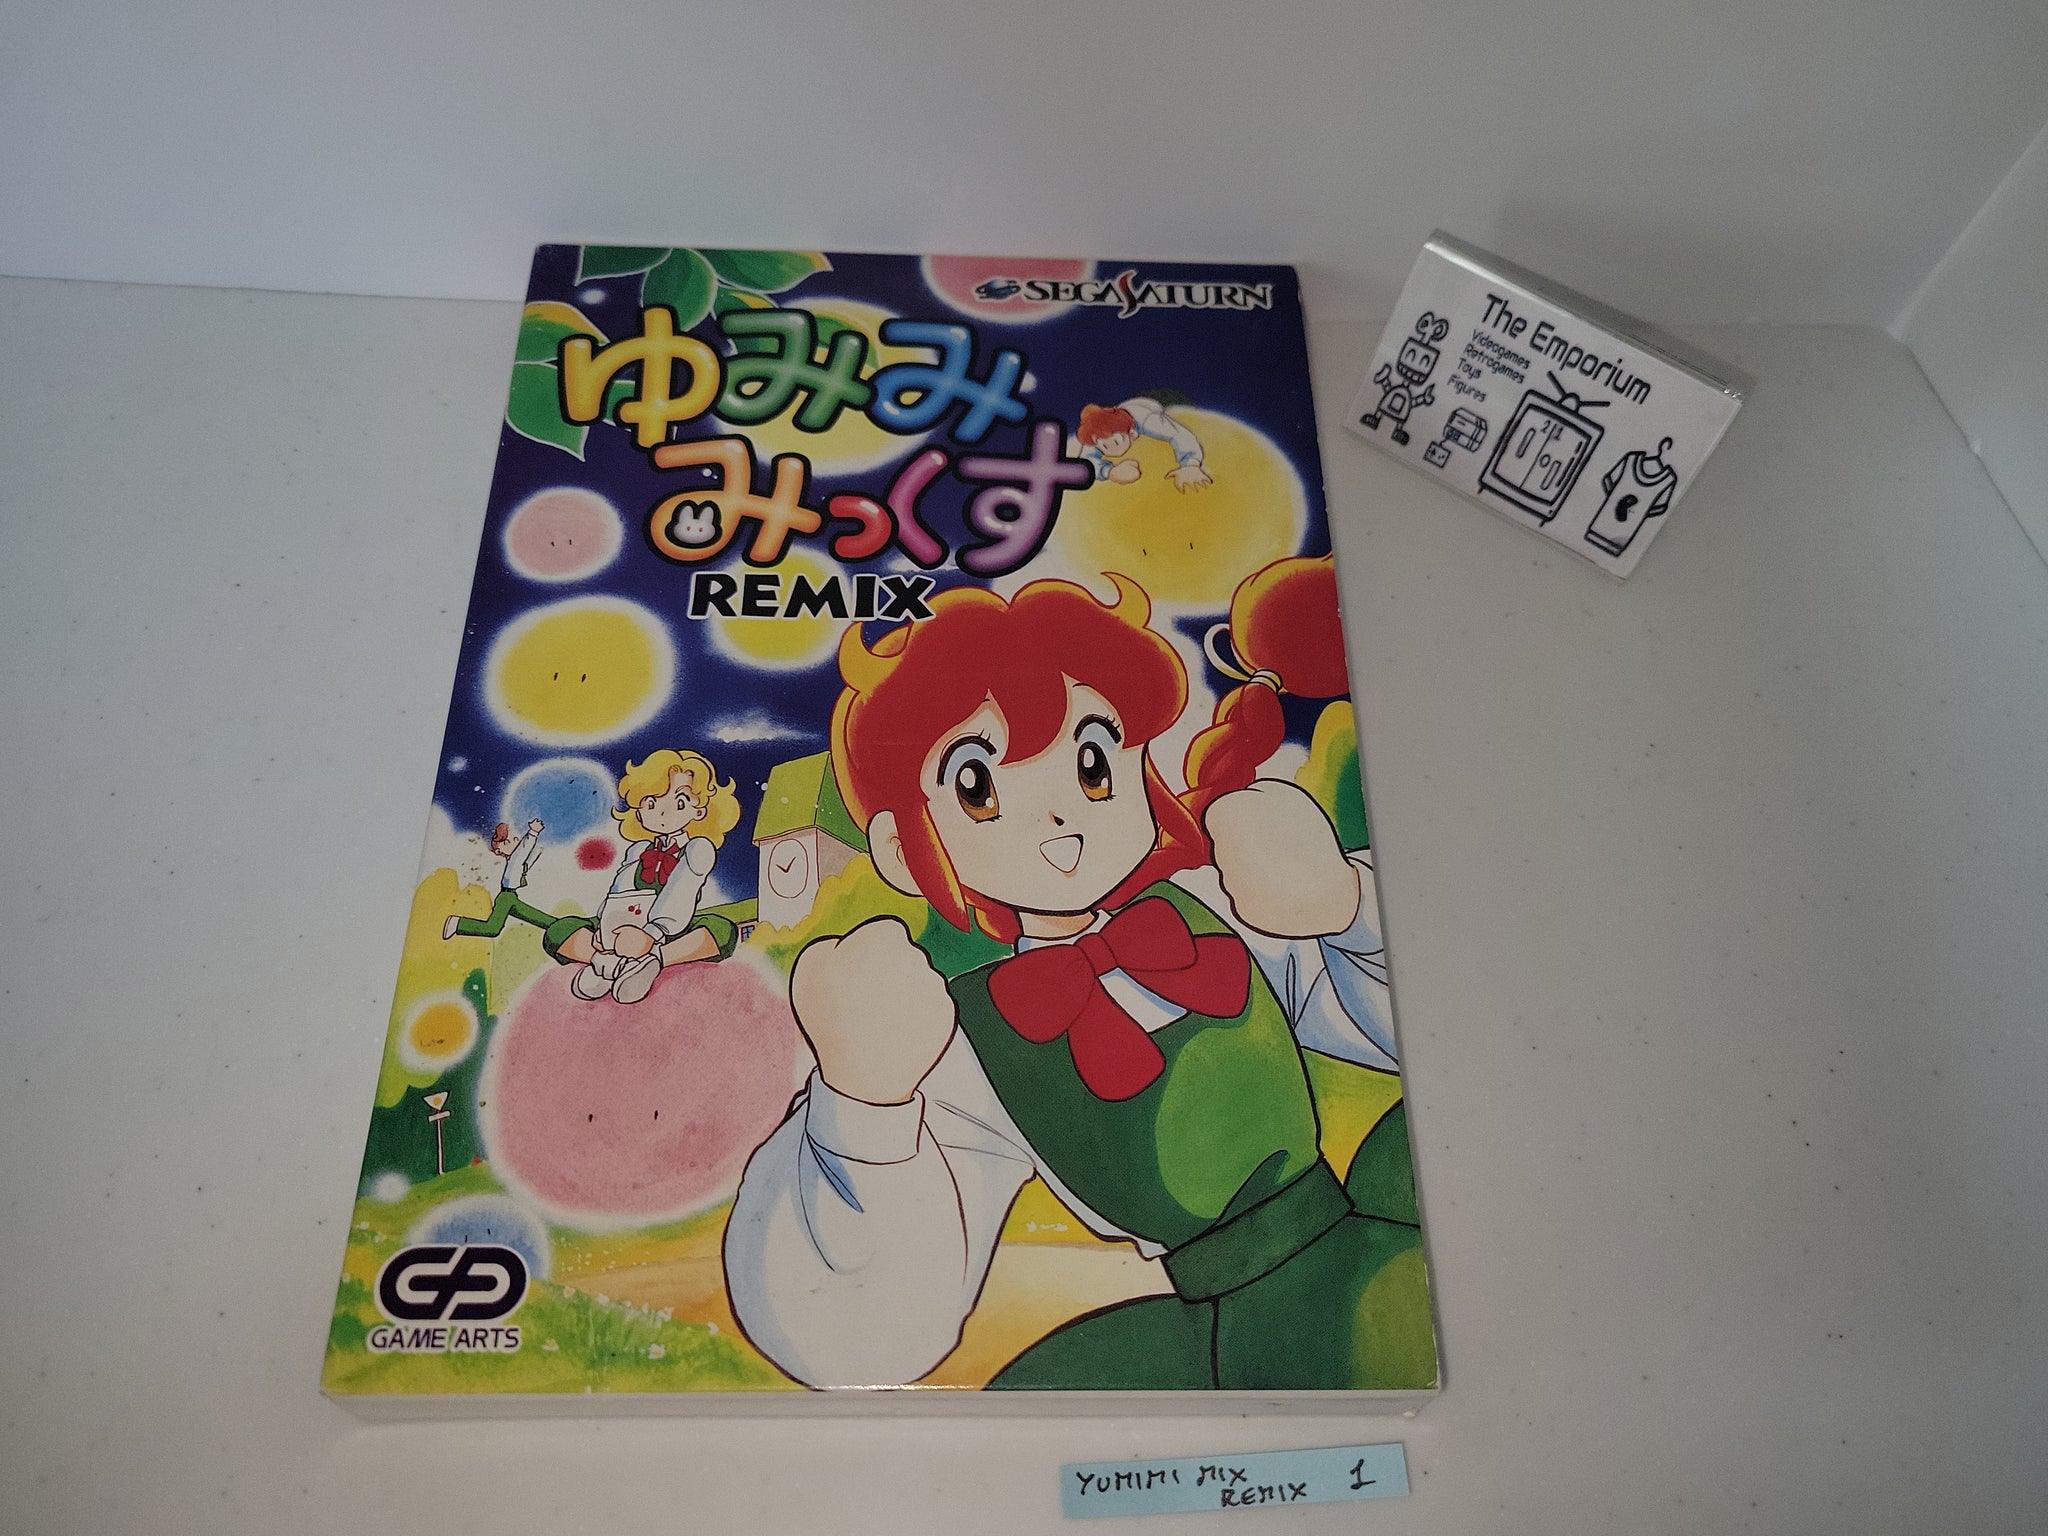 SEGA SATURN
ゆみみ
みっくす
REMIX
GAME ARTS
The Emporium
Videogames
Retrogames
Toys
Figures
21
YUMIMI MIX
REMIX 1